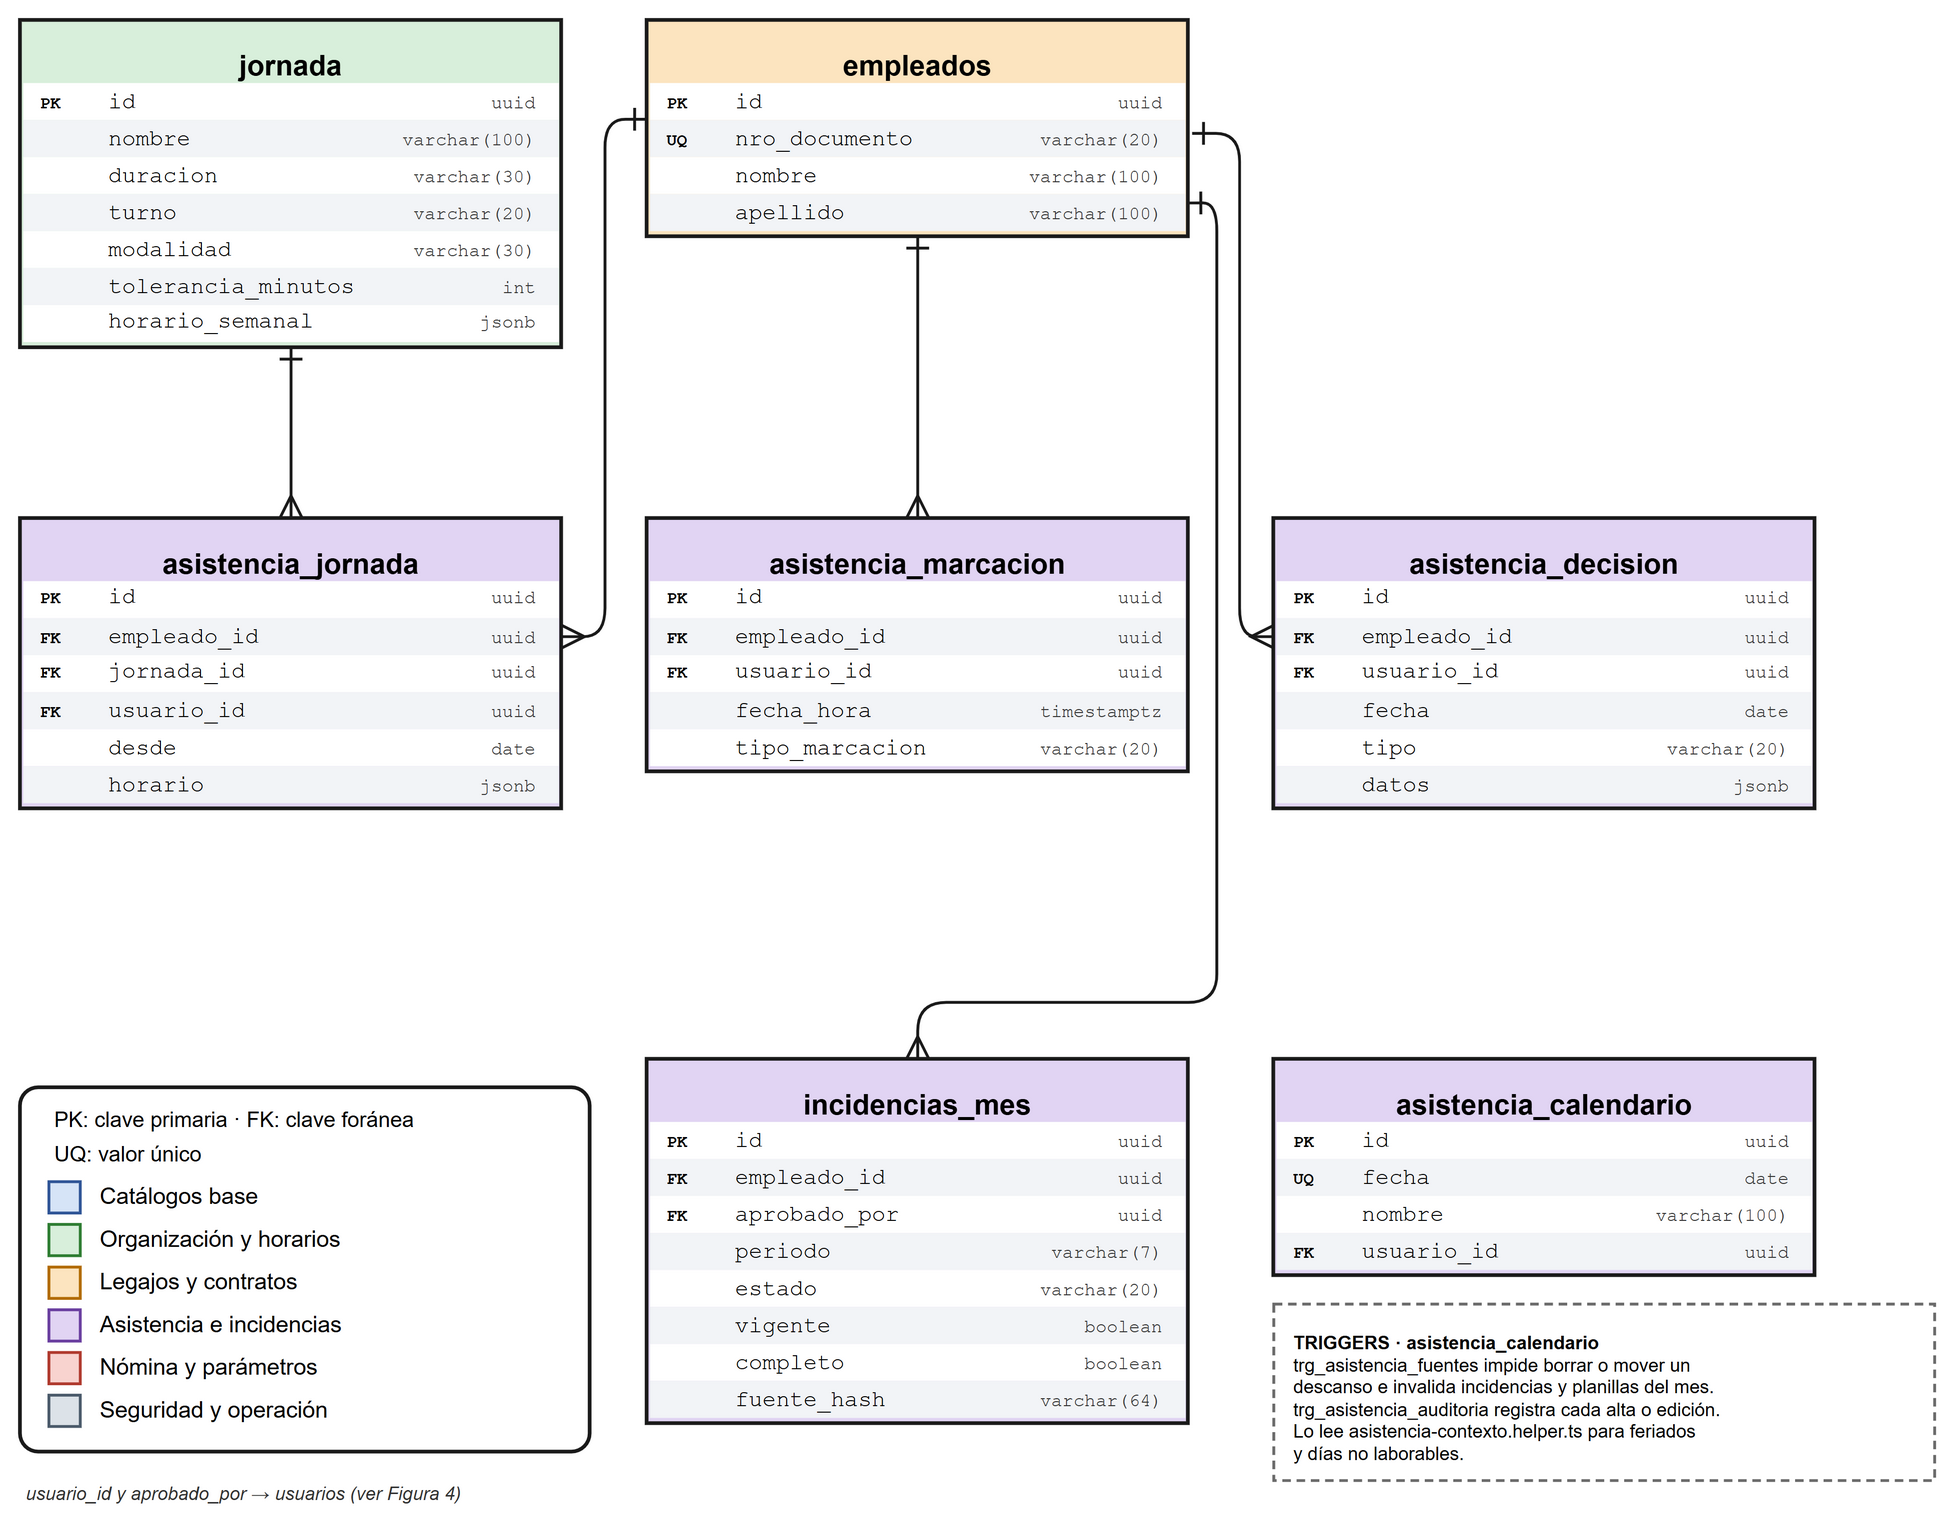 jornada
PK id uuid
nombre varchar(100)
duracion varchar(30)
turno varchar(20)
modalidad varchar(30)
tolerancia_minutos int
horario_semanal jsonb
empleados
PK id uuid
UQ nro_documento varchar(20)
nombre varchar(100)
apellido varchar(100)
asistencia_jornada
PK id uuid
FK empleado_id uuid
FK jornada_id uuid
FK usuario_id uuid
desde date
horario jsonb
asistencia_marcacion
PK id uuid
FK empleado_id uuid
FK usuario_id uuid
fecha_hora timestamptz
tipo_marcacion varchar(20)
asistencia_decision
PK id uuid
FK empleado_id uuid
FK usuario_id uuid
fecha date
tipo varchar(20)
datos jsonb
PK: clave primaria · FK: clave foránea
UQ: valor único
Catálogos base
Organización y horarios
Legajos y contratos
Asistencia e incidencias
Nómina y parámetros
Seguridad y operación
usuario_id y aprobado_por → usuarios (ver Figura 4)
incidencias_mes
PK id uuid
FK empleado_id uuid
FK aprobado_por uuid
periodo varchar(7)
estado varchar(20)
vigente boolean
completo boolean
fuente_hash varchar(64)
asistencia_calendario
PK id uuid
UQ fecha date
nombre varchar(100)
FK usuario_id uuid
TRIGGERS · asistencia_calendario
trg_asistencia_fuentes impide borrar o mover un
descanso e invalida incidencias y planillas del mes.
trg_asistencia_auditoria registra cada alta o edición.
Lo lee asistencia-contexto.helper.ts para feriados
y días no laborables.